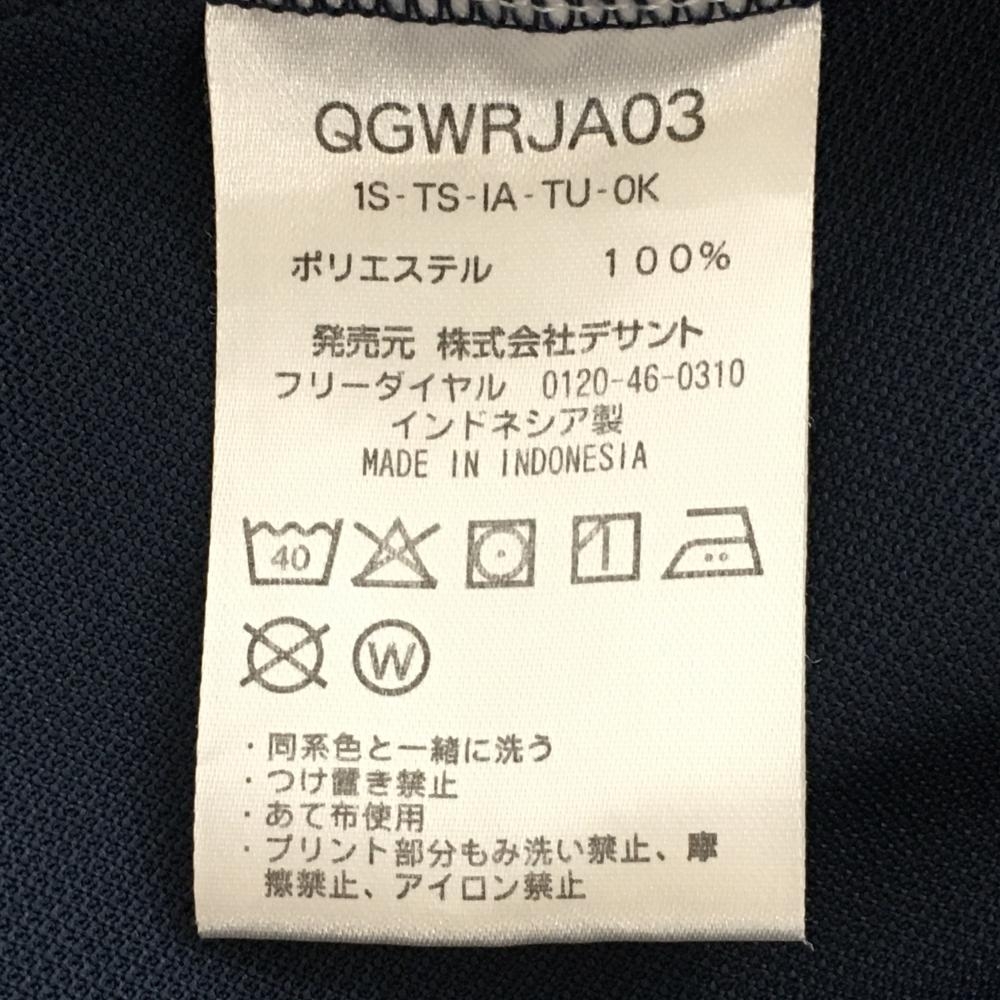 QGWRJA03
1S-TS-IA-TU-0K
ポリエステル 100%
発売元 株式会社デサント
フリーダイヤル 0120-46-0310
インドネシア製
MADE IN INDONESIA
40
W
・同系色と一緒に洗う
・つけ置き禁止
・あて布使用
・プリント部分もみ洗い禁止、摩
擦禁止、アイロン禁止